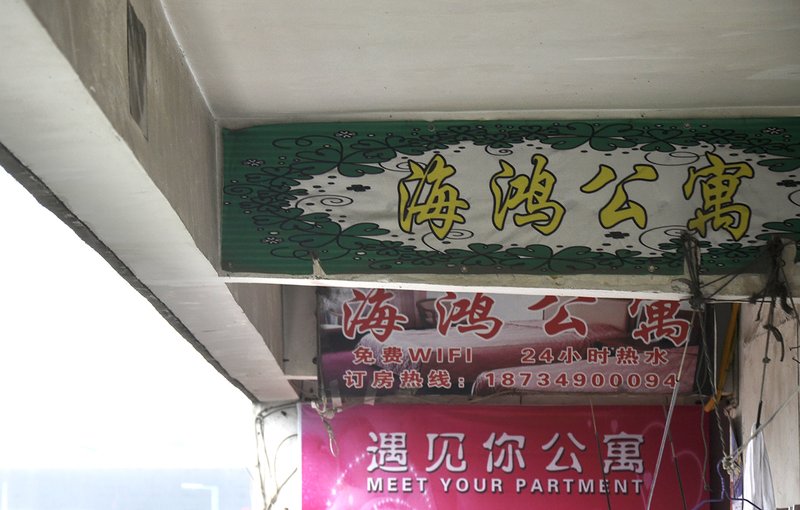 海鸿公寓
海鸿公寓
免费WIFI 24小时热水
订房热线：18734900094
遇见你公寓
MEET YOUR PARTMENT